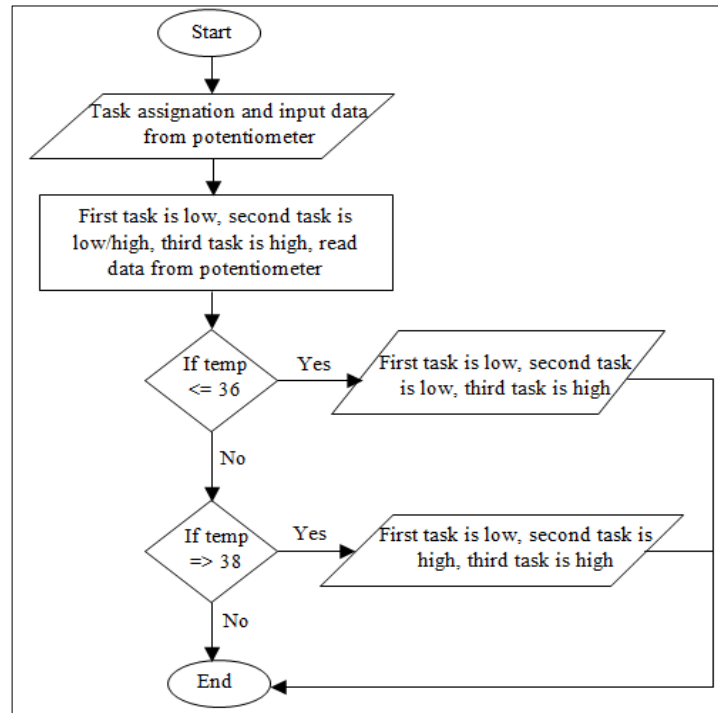 Start
Task assignation and input data
from potentiometer
First task is low, second task is
low/high, third task is high, read
data from potentiometer
If temp
<= 36
Yes
First task is low, second task
is low, third task is high
No
If temp
=> 38
Yes
First task is low, second task is
high, third task is high
No
End